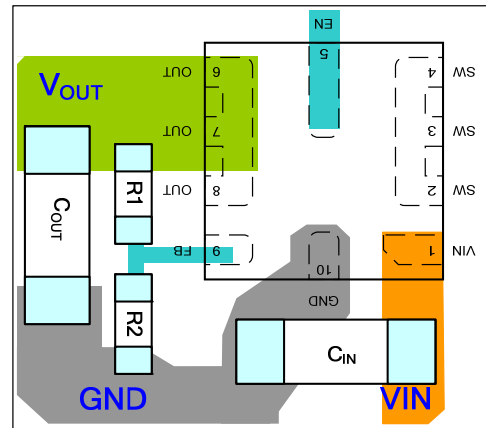 EN
5
OUT 6 4 SW
VOUT
OUT 7 3 SW
R1
OUT 8 2 SW
COUT
FB 9 1 VIN
10
GND
R2
CIN
GND VIN